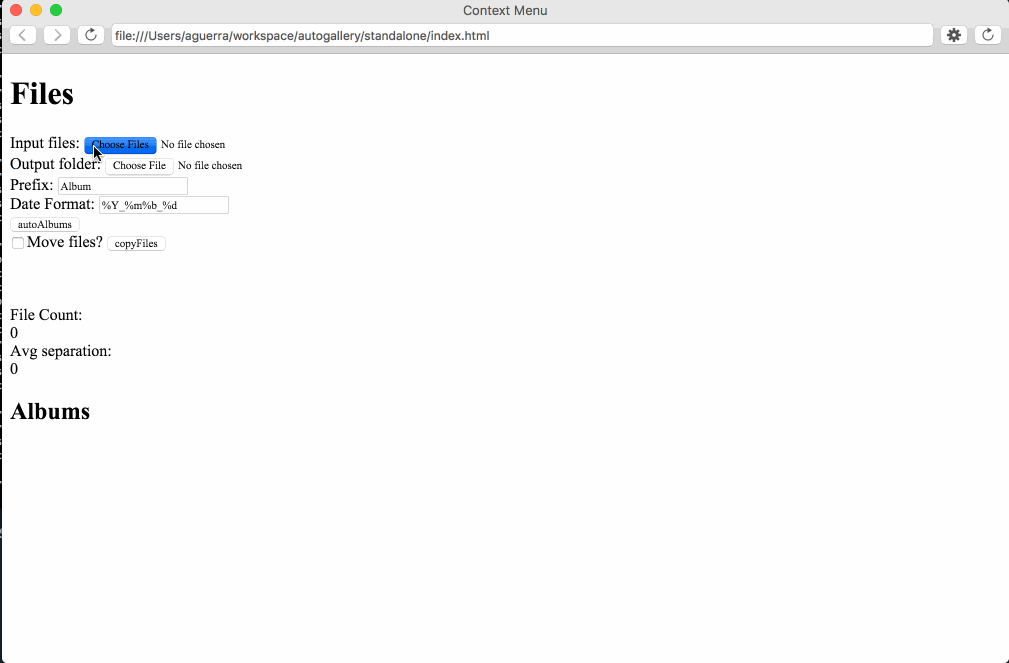 Context Menu
file:///Users/aguerra/workspace/autogallery/standalone/index.html
Files
Input files: Choose Files No file chosen
Output folder: Choose File No file chosen
Prefix: Album
Date Format: %Y_%m%b_%d
autoAlbums
Move files? copyFiles
File Count:
0
Avg separation:
0
Albums